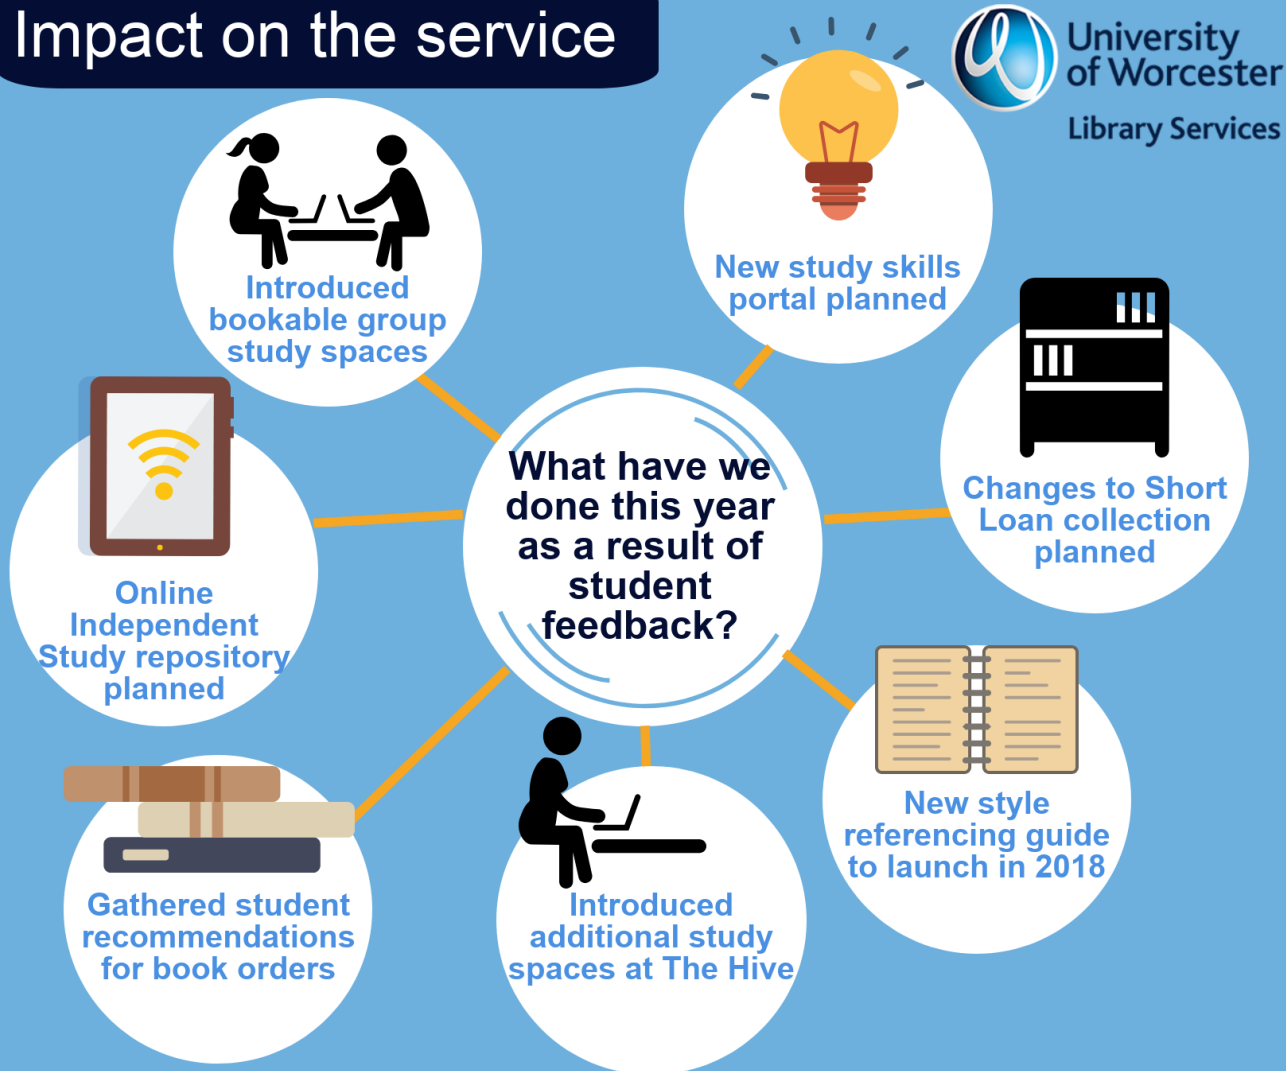 Impact on the service
University
of Worcester
Library Services
Introduced
bookable group
study spaces
New study skills
portal planned
Changes to Short
Loan collection
planned
What have we
done this year
as a result of
student
feedback?
Online
Independent
Study repository
planned
New style
referencing guide
to launch in 2018
Gathered student
recommendations
for book orders
Introduced
additional study
spaces at The Hive